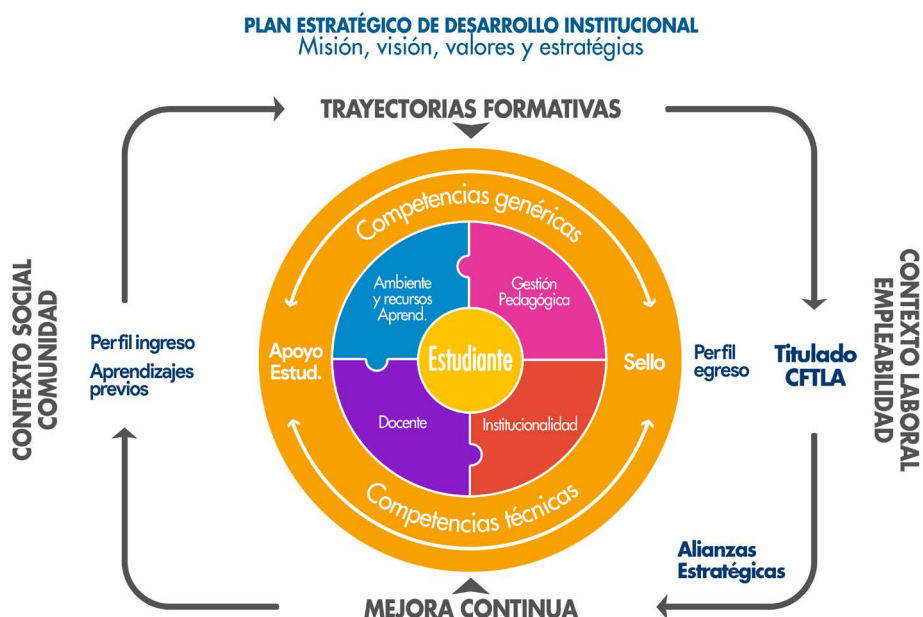 PLAN ESTRATÉGICO DE DESARROLLO INSTITUCIONAL
Misión, visión, valores y estratégias
TRAYECTORIAS FORMATIVAS
CONTEXTO SOCIAL
COMUNIDAD
Perfil ingreso
Aprendizajes
previos
Competencias genéricas
Ambiente
y recursos
Aprend.
Gestión
Pedagógica
Apoyo
Estud.
Estudiante
Sello
Docente
Institucionalidad
Competencias técnicas
Perfil
egreso
Titulado
CFTLA
CONTEXTO LABORAL
EMPLEABILIDAD
Alianzas
Estratégicas
MEJORA CONTINUA